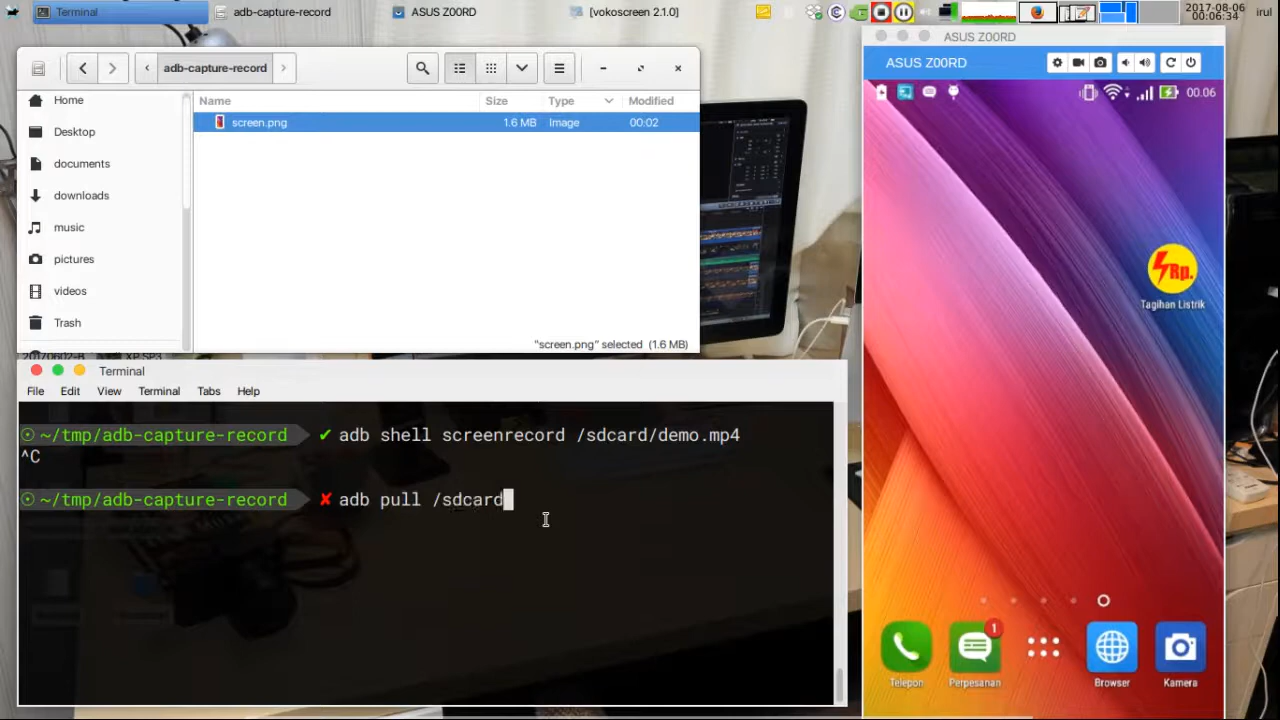 Terminal
adb-capture-record
ASUS Z00RD
[vokoscreen 2.1.0]
2017-08-06
00:06:34
irul
adb-capture-record
Name Size Type Modified
screen.png 1.6 MB Image 00:02
Home
Desktop
documents
downloads
music
pictures
videos
Trash
"screen.png" selected (1.6 MB)
20170602-B XP.SP3
Terminal
File Edit View Terminal Tabs Help
~/tmp/adb-capture-record ✔ adb shell screenrecord /sdcard/demo.mp4
^C
~/tmp/adb-capture-record ✘ adb pull /sdcard
ASUS Z00RD
ASUS Z00RD
00.06
Rp.
Tagihan Listrik
1
Telepon
Perpesanan
Browser
Kamera